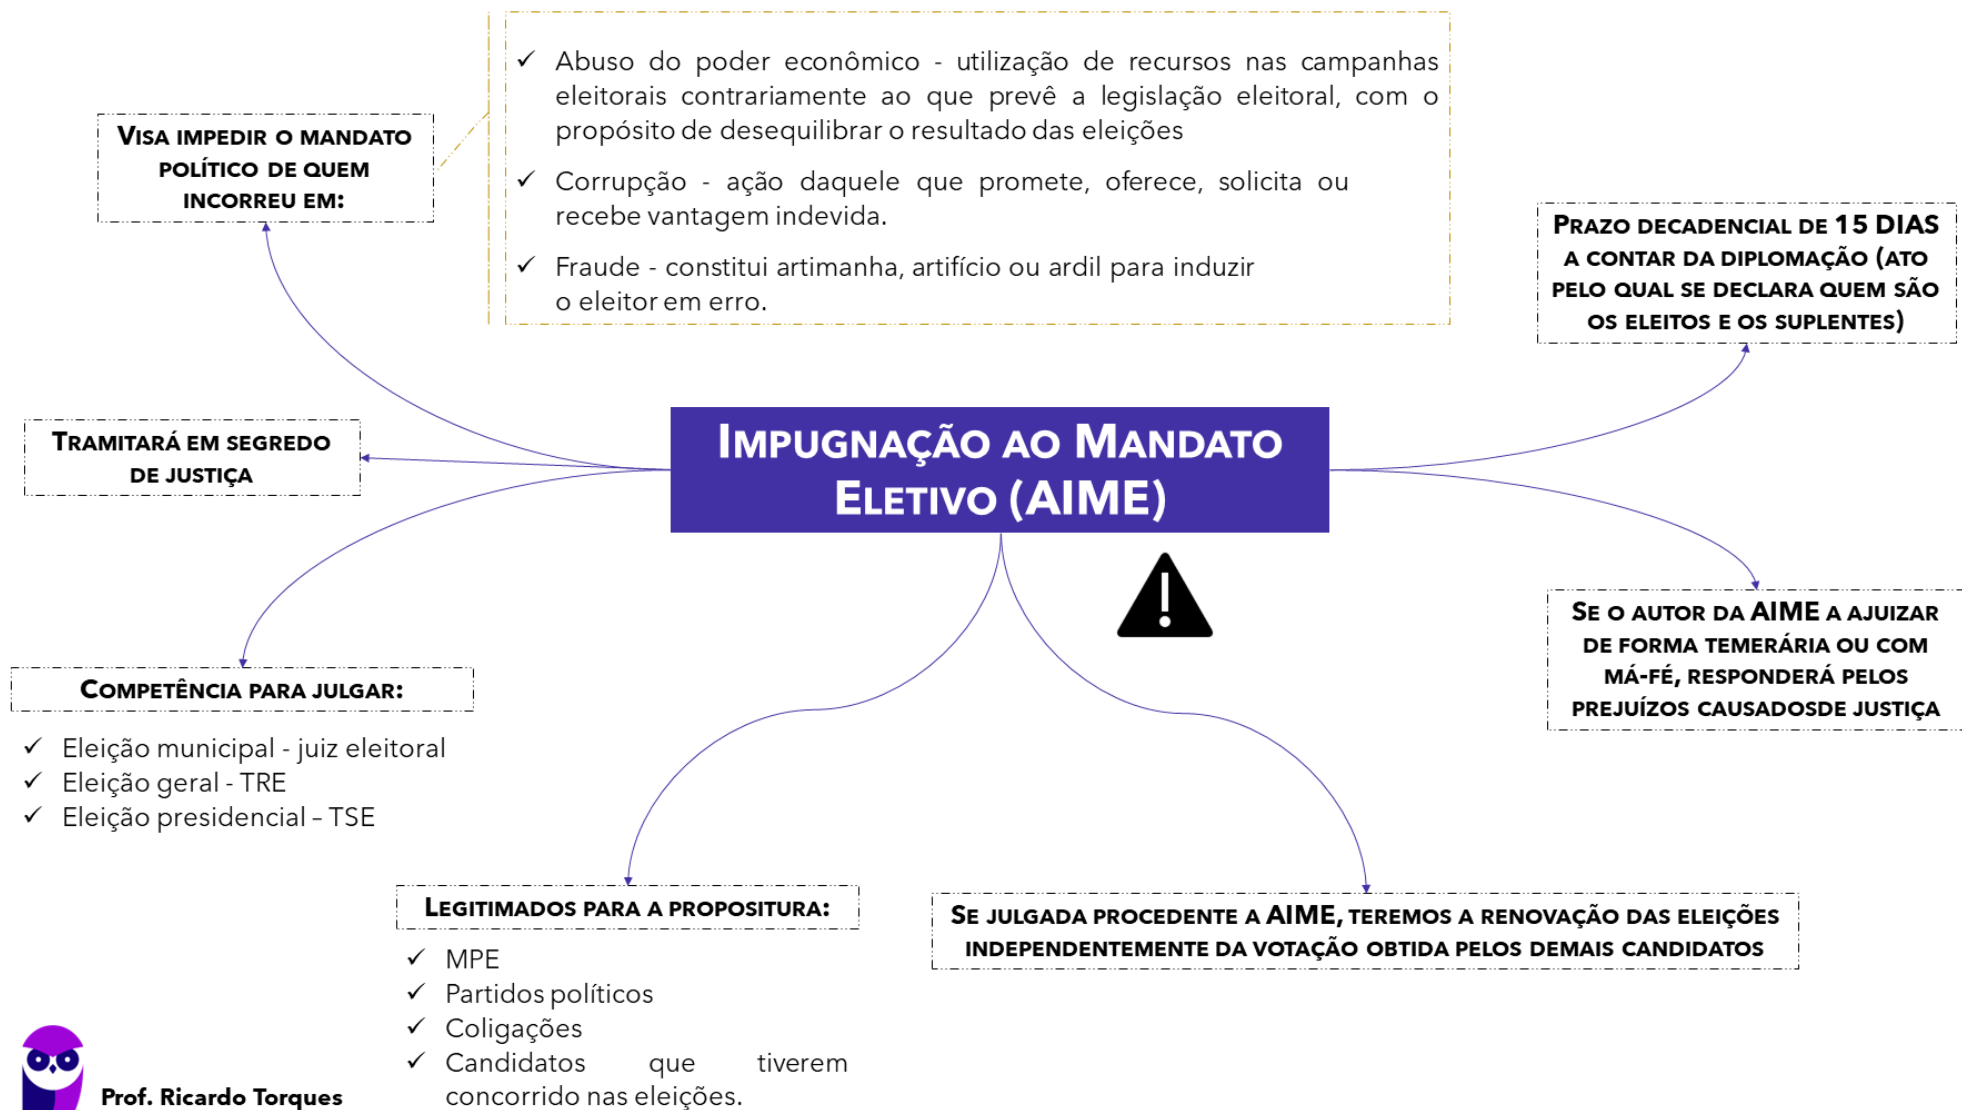 ✓ Abuso do poder econômico - utilização de recursos nas campanhas
eleitorais contrariamente ao que prevê a legislação eleitoral, com o
propósito de desequilibrar o resultado das eleições
✓ Corrupção - ação daquele que promete, oferece, solicita ou
recebe vantagem indevida.
✓ Fraude - constitui artimanha, artifício ou ardil para induzir
o eleitor em erro.
VISA IMPEDIR O MANDATO
POLÍTICO DE QUEM
INCORREU EM:
PRAZO DECADENCIAL DE 15 DIAS
A CONTAR DA DIPLOMAÇÃO (ATO
PELO QUAL SE DECLARA QUEM SÃO
OS ELEITOS E OS SUPLENTES)
TRAMITARÁ EM SEGREDO
DE JUSTIÇA
IMPUGNAÇÃO AO MANDATO
ELETIVO (AIME)
SE O AUTOR DA AIME A AJUIZAR
DE FORMA TEMERÁRIA OU COM
MÁ-FÉ, RESPONDERÁ PELOS
PREJUÍZOS CAUSADOSDE JUSTIÇA
COMPETÊNCIA PARA JULGAR:
✓ Eleição municipal - juiz eleitoral
✓ Eleição geral - TRE
✓ Eleição presidencial – TSE
LEGITIMADOS PARA A PROPOSITURA:
✓ MPE
✓ Partidos políticos
✓ Coligações
✓ Candidatos que tiverem
concorrido nas eleições.
SE JULGADA PROCEDENTE A AIME, TEREMOS A RENOVAÇÃO DAS ELEIÇÕES
INDEPENDENTEMENTE DA VOTAÇÃO OBTIDA PELOS DEMAIS CANDIDATOS
Prof. Ricardo Torques